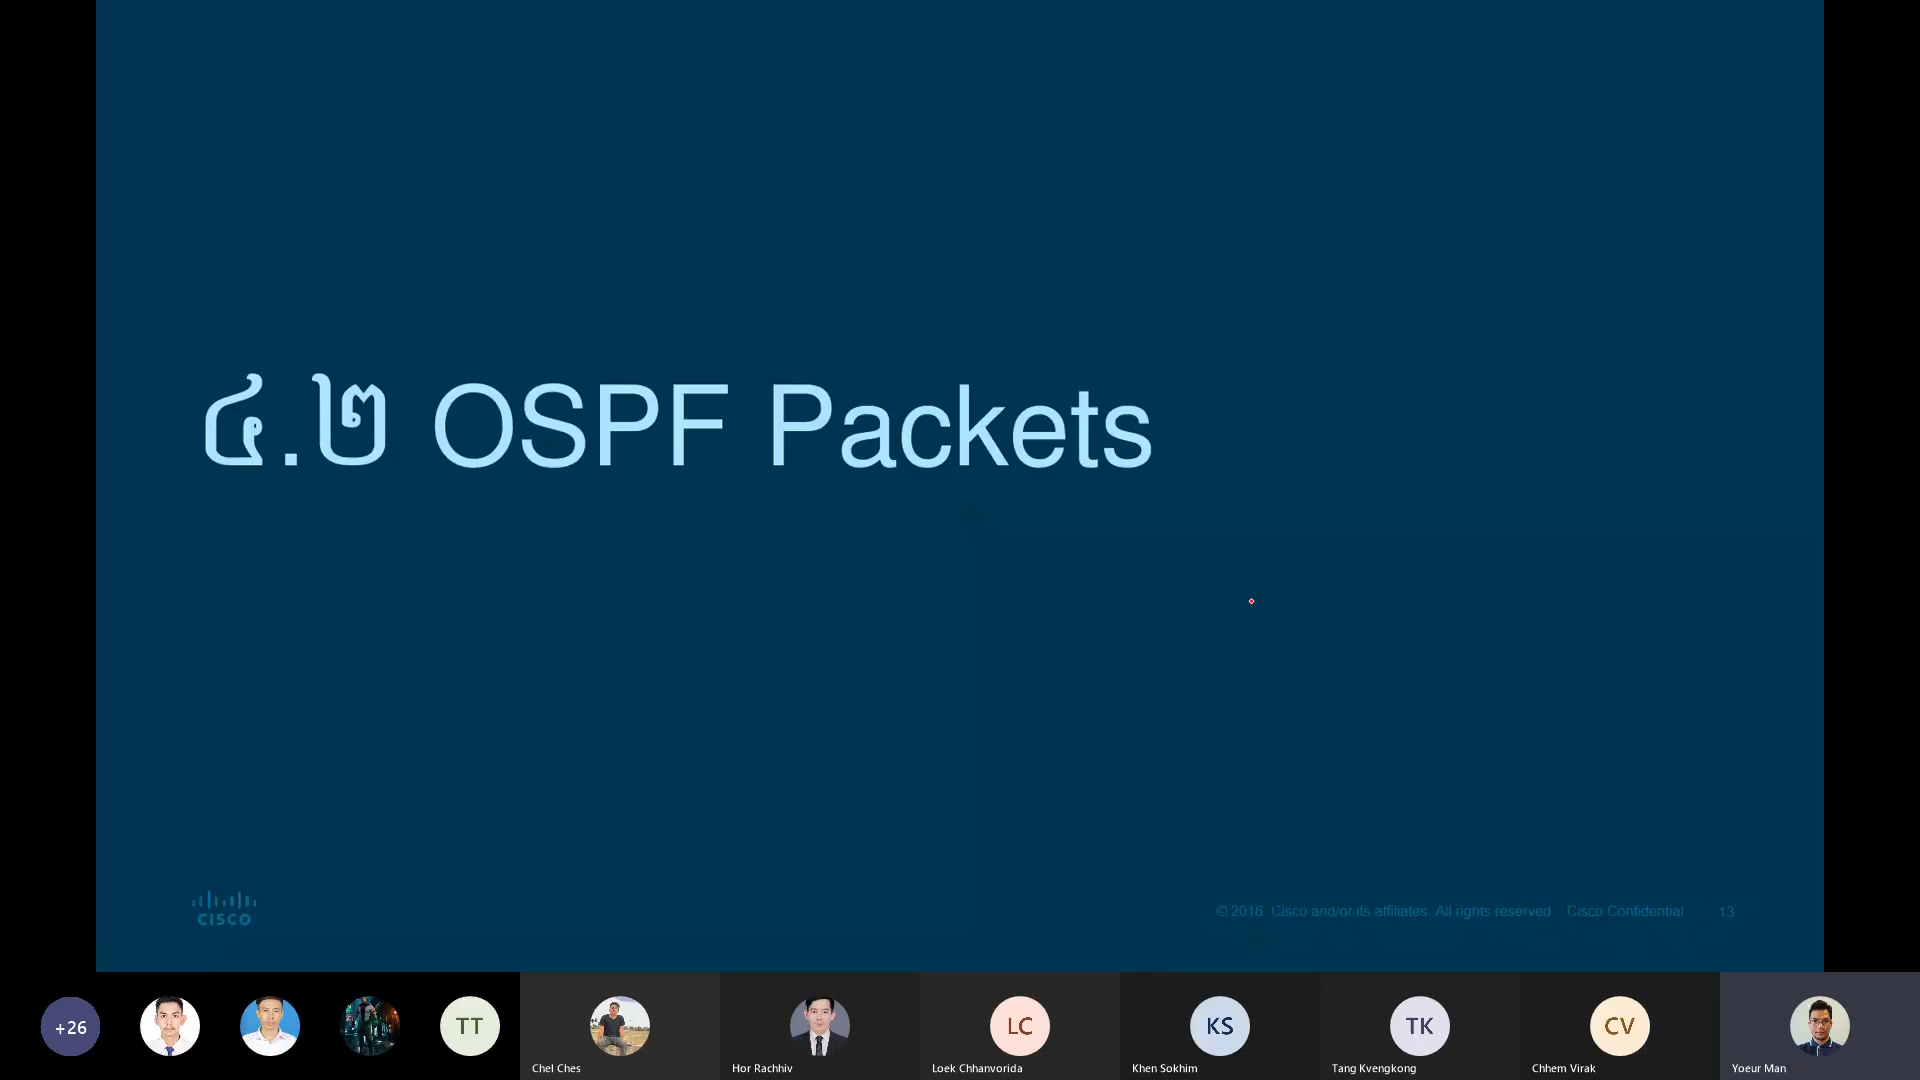 ៤.២ OSPF Packets
CISCO
© 2016 Cisco and/or its affiliates. All rights reserved. Cisco Confidential 13
+26
TT
LC
KS
TK
CV
Chel Ches
Hor Rachhiv
Loek Chhanvorida
Khen Sokhim
Tang Kvengkong
Chhem Virak
Yoeur Man